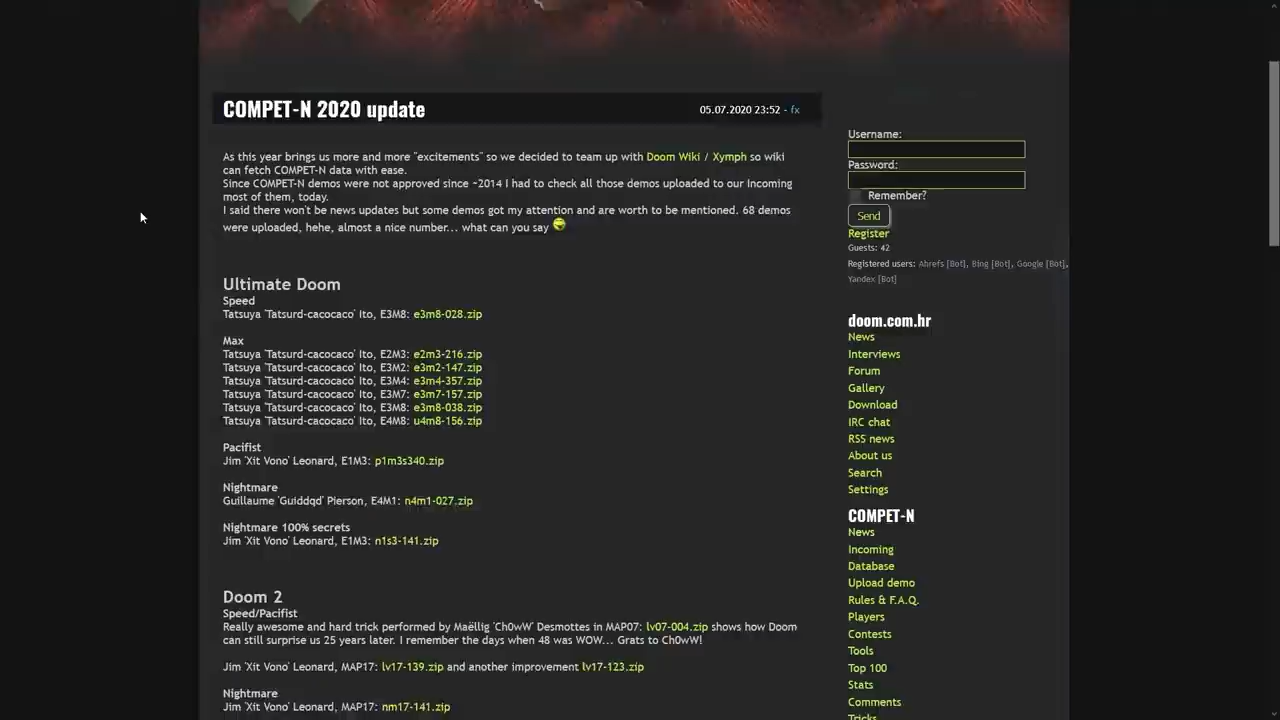 COMPET-N 2020 update
05.07.2020 23:52 - fx
As this year brings us more and more "excitements" so we decided to team up with Doom Wiki / Xymph so wiki
can fetch COMPET-N data with ease.
Since COMPET-N demos were not approved since ~2014 I had to check all those demos uploaded to our Incoming
most of them, today.
I said there won't be news updates but some demos got my attention and are worth to be mentioned. 68 demos
were uploaded, hehe, almost a nice number... what can you say
Ultimate Doom
Speed
Tatsuya 'Tatsurd-cacocaco' Ito, E3M8: e3m8-028.zip
Max
Tatsuya 'Tatsurd-cacocaco' Ito, E2M3: e2m3-216.zip
Tatsuya 'Tatsurd-cacocaco' Ito, E3M2: e3m2-147.zip
Tatsuya 'Tatsurd-cacocaco' Ito, E3M4: e3m4-357.zip
Tatsuya 'Tatsurd-cacocaco' Ito, E3M7: e3m7-157.zip
Tatsuya 'Tatsurd-cacocaco' Ito, E3M8: e3m8-038.zip
Tatsuya 'Tatsurd-cacocaco' Ito, E4M8: u4m8-156.zip
Pacifist
Jim 'Xit Vono' Leonard, E1M3: p1m3s340.zip
Nightmare
Guillaume 'Guiddqd' Pierson, E4M1: n4m1-027.zip
Nightmare 100% secrets
Jim 'Xit Vono' Leonard, E1M3: n1s3-141.zip
Doom 2
Speed/Pacifist
Really awesome and hard trick performed by Maëllig 'Ch0wW' Desmottes in MAP07: lv07-004.zip shows how Doom
can still surprise us 25 years later. I remember the days when 48 was WOW... Grats to Ch0wW!
Jim 'Xit Vono' Leonard, MAP17: lv17-139.zip and another improvement lv17-123.zip
Nightmare
Jim 'Xit Vono' Leonard, MAP17: nm17-141.zip
Username:
Password:
Remember?
Send
Register
Guests: 42
Registered users: Ahrefs [Bot], Bing [Bot], Google [Bot],
Yandex [Bot]
doom.com.hr
News
Interviews
Forum
Gallery
Download
IRC chat
RSS news
About us
Search
Settings
COMPET-N
News
Incoming
Database
Upload demo
Rules & F.A.Q.
Players
Contests
Tools
Top 100
Stats
Comments
Tricks